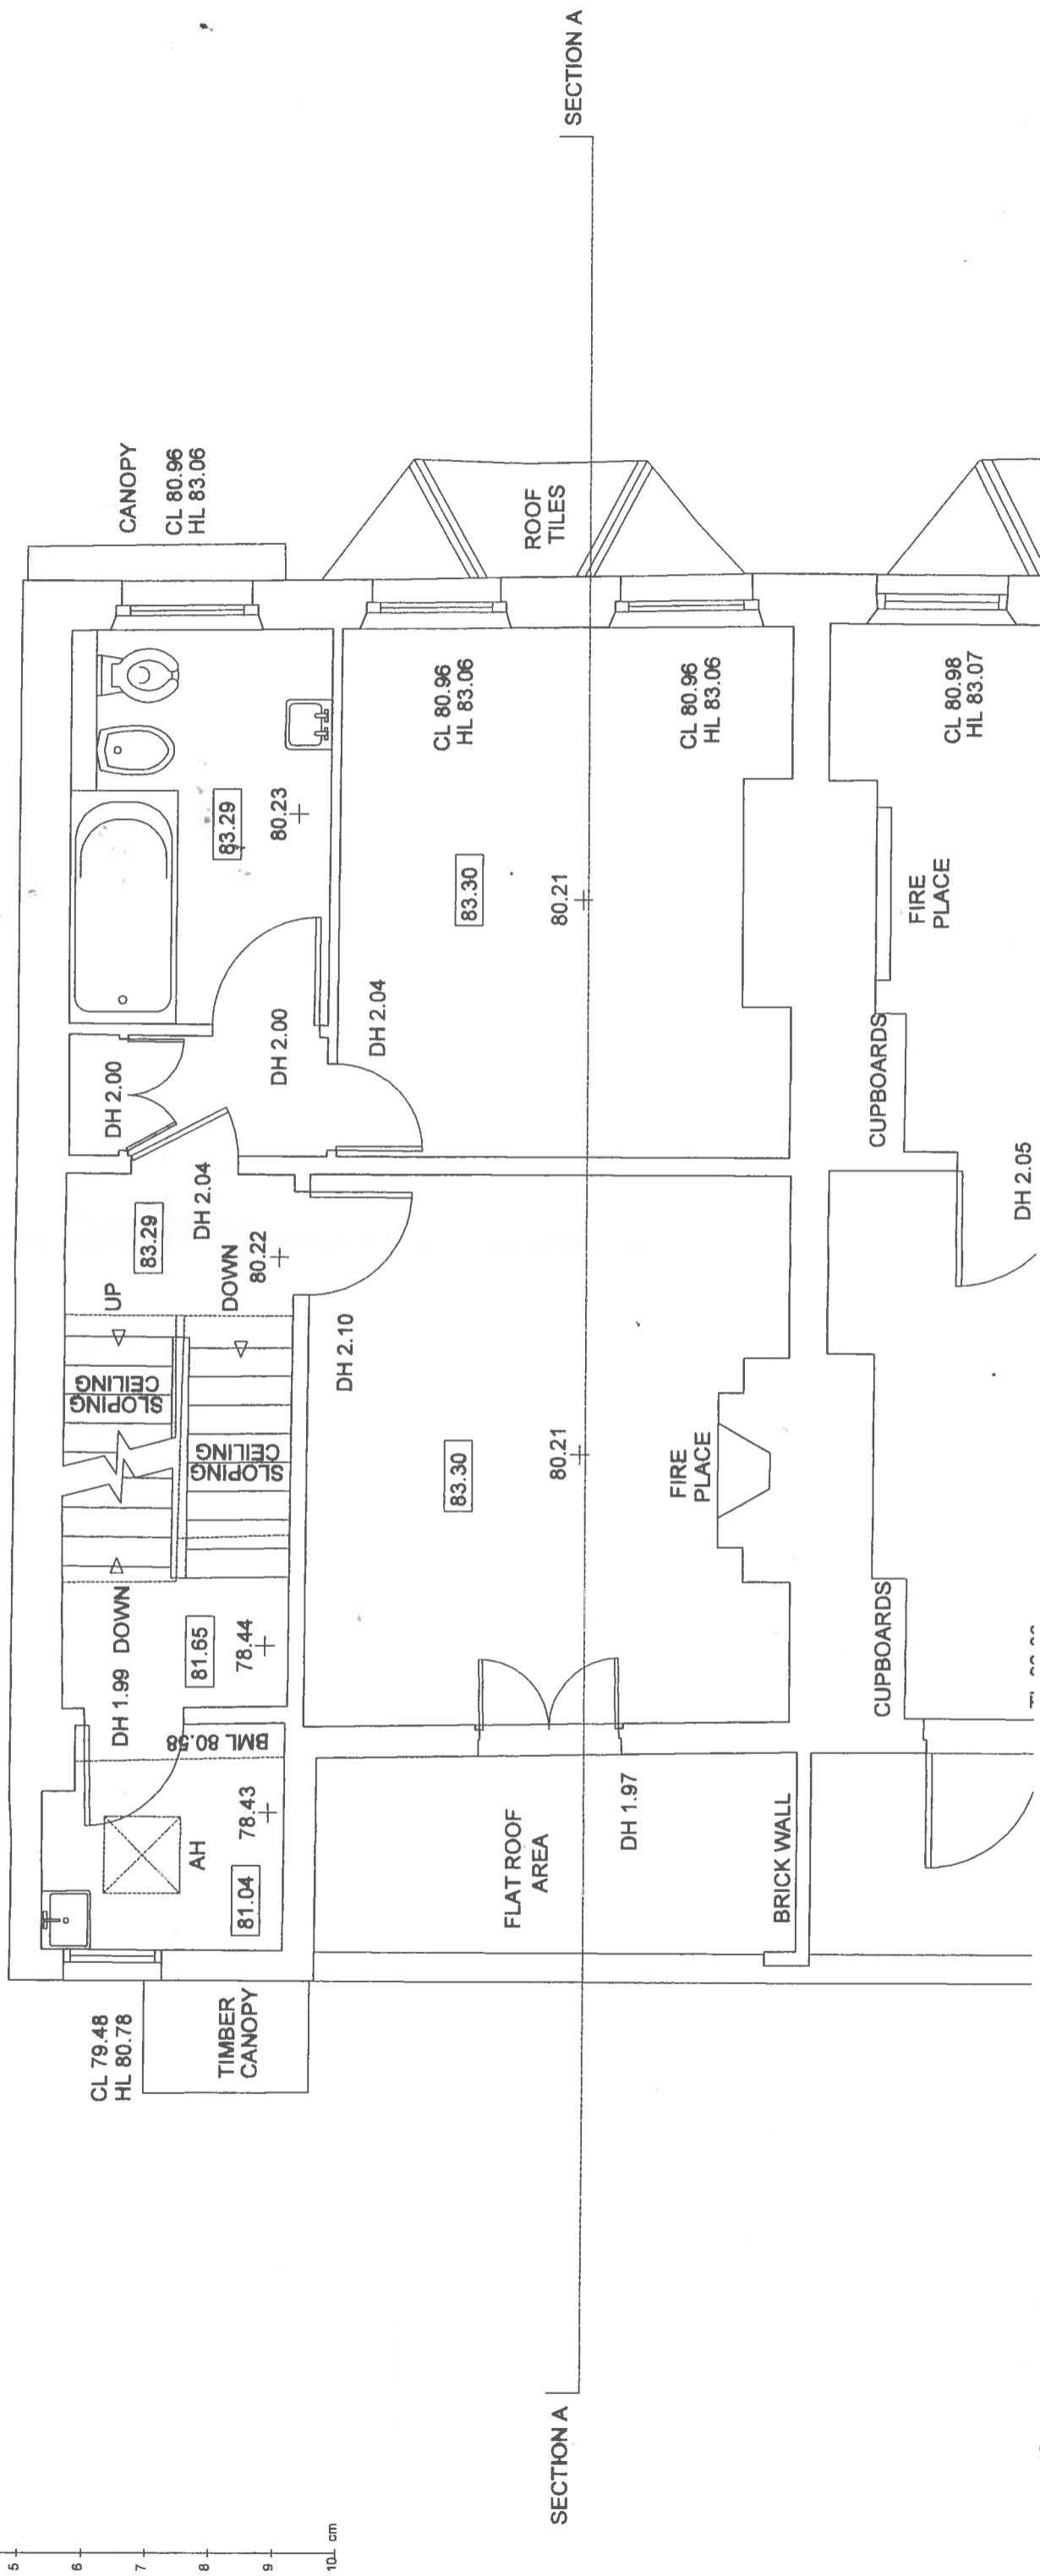 SECTION A
CANOPY
CL 80.96
HL 83.06
ROOF
TILES
83.29
80.23
CL 80.96
HL 83.06
CL 80.96
HL 83.06
CL 80.98
HL 83.07
83.30
80.21
FIRE
PLACE
DH 2.00
DH 2.00
DH 2.04
CUPBOARDS
83.29
DH 2.04
UP
DOWN
80.22
DH 2.05
SLOPING
CEILING
SLOPING
CEILING
DH 2.10
83.30
80.21
FIRE
PLACE
DH 1.99 DOWN
81.65
78.44
CUPBOARDS
BML 80.58
AH
78.43
81.04
FLAT ROOF
AREA
DH 1.97
BRICK WALL
CL 79.48
HL 80.78
TIMBER
CANOPY
SECTION A
5
6
7
8
9
10
cm